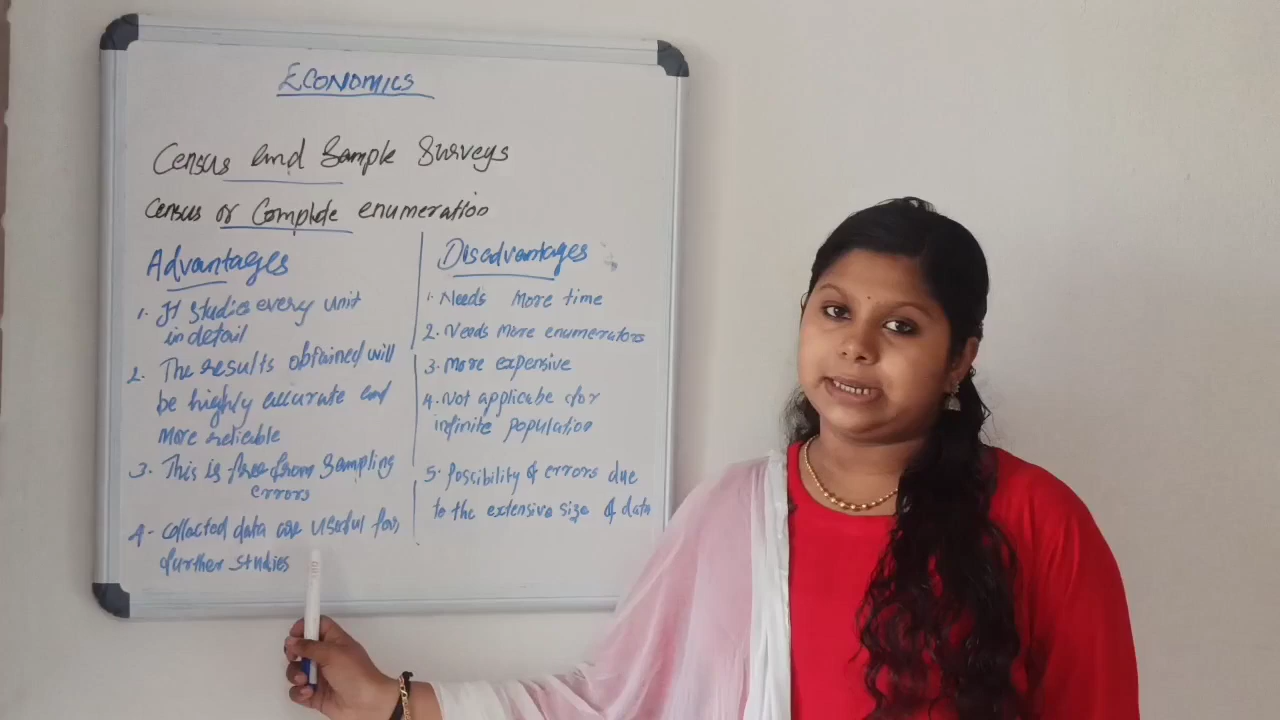 ECONOMICS
Census and Sample Surveys
Census or Complete enumeration
Advantages
1. It studies every unit
in detail
2. The results obtained will
be highly accurate and
More reliable
3. This is free from Sampling
errors
4. Collected data are useful for
further studies
Disadvantages
1. Needs More time
2. Needs More enumerators
3. More expensive
4. Not applicabe for
infinite population
5. Possibility of errors due
to the extensive size of data